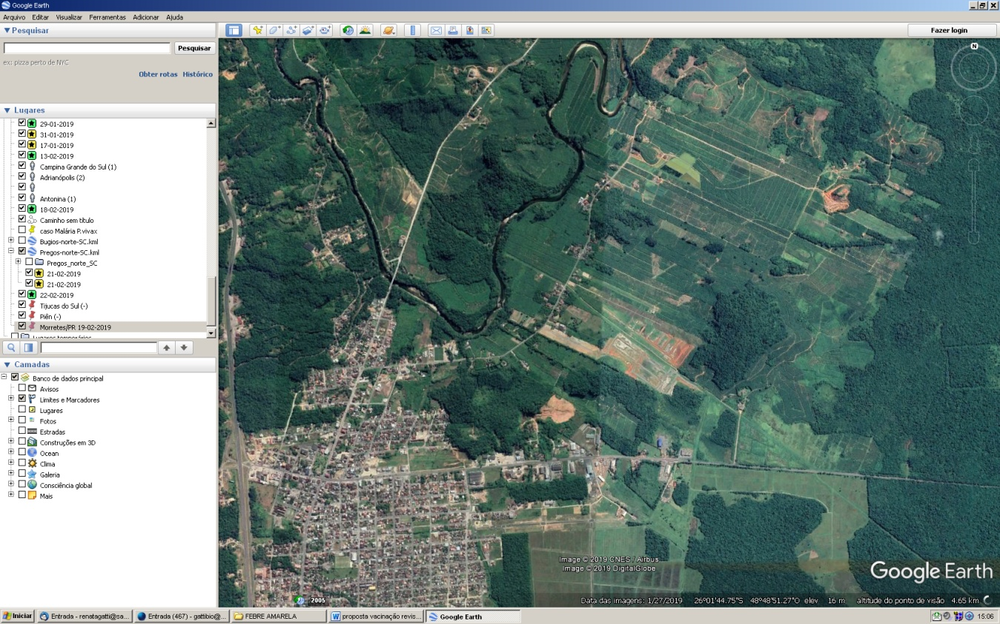 Google Earth
Arquivo Editar Visualizar Ferramentas Adicionar Ajuda
Pesquisar
Fazer login
Pesquisar
ex: pizza perto de NYC
Obter rotas Histórico
N
Lugares
29-01-2019
31-01-2019
17-01-2019
13-02-2019
Campina Grande do Sul (1)
Adrianópolis (2)
Antonina (1)
18-02-2019
Caminho sem título
caso Malária P.vivax
Bugios-norte-SC.kml
Pregos-norte-SC.kml
Pregos_norte_SC
21-02-2019
21-02-2019
22-02-2019
Tijucas do Sul (-)
Piên (-)
Morretes/PR 19-02-2019
Lugares temporários
Camadas
Banco de dados principal
Avisos
Limites e Marcadores
Lugares
Fotos
Estradas
Construções em 3D
Ocean
Clima
Galeria
Consciência global
Mais
Image © 2019 CNES / Airbus
Image © 2019 DigitalGlobe
Google Earth
2005
Data das imagens: 1/27/2019 26°01'44.75"S 48°48'51.27"O elev 16 m altitude do ponto de visão 4.65 km
Iniciar
Entrada - renatagatti@sa...
Entrada (467) - gattibio@...
FEBRE AMARELA
proposta vacinação revis...
Google Earth
15:06